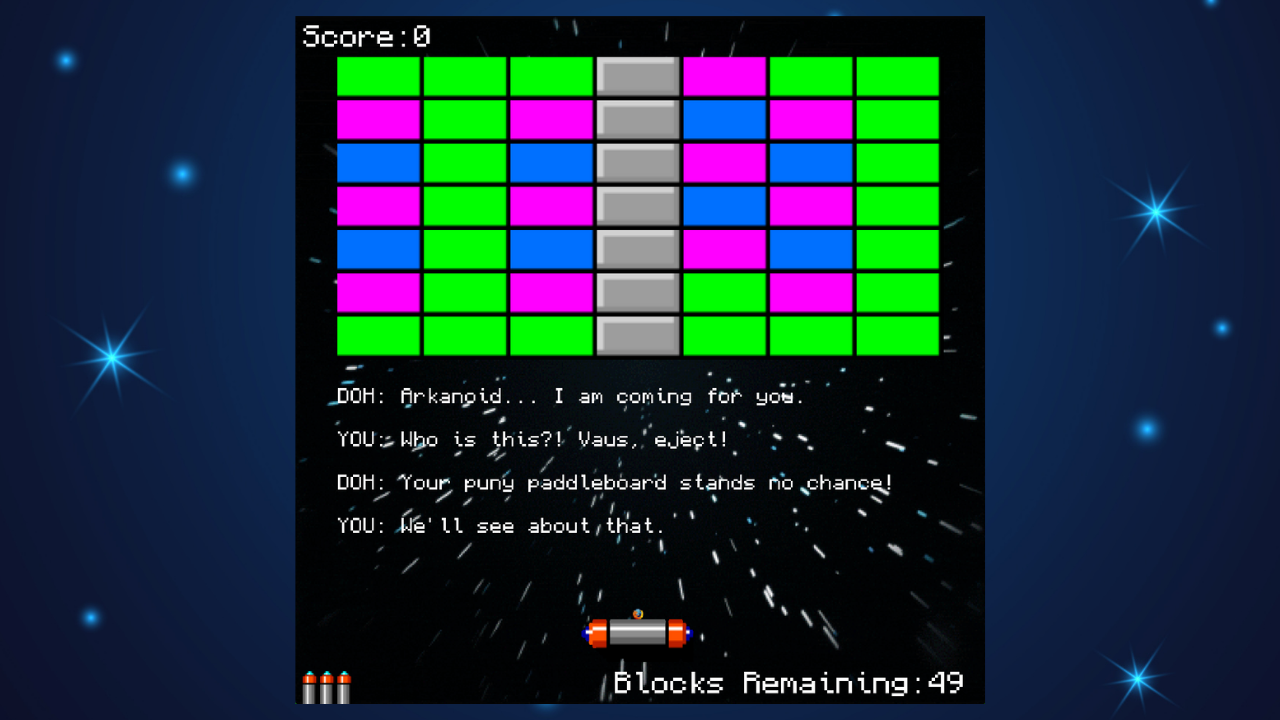 Score:0
DOH: Arkanoid... I am coming for you.
YOU: Who is this?! Vaus, eject!
DOH: Your puny paddleboard stands no chance!
YOU: We'll see about that.
Blocks Remaining:49